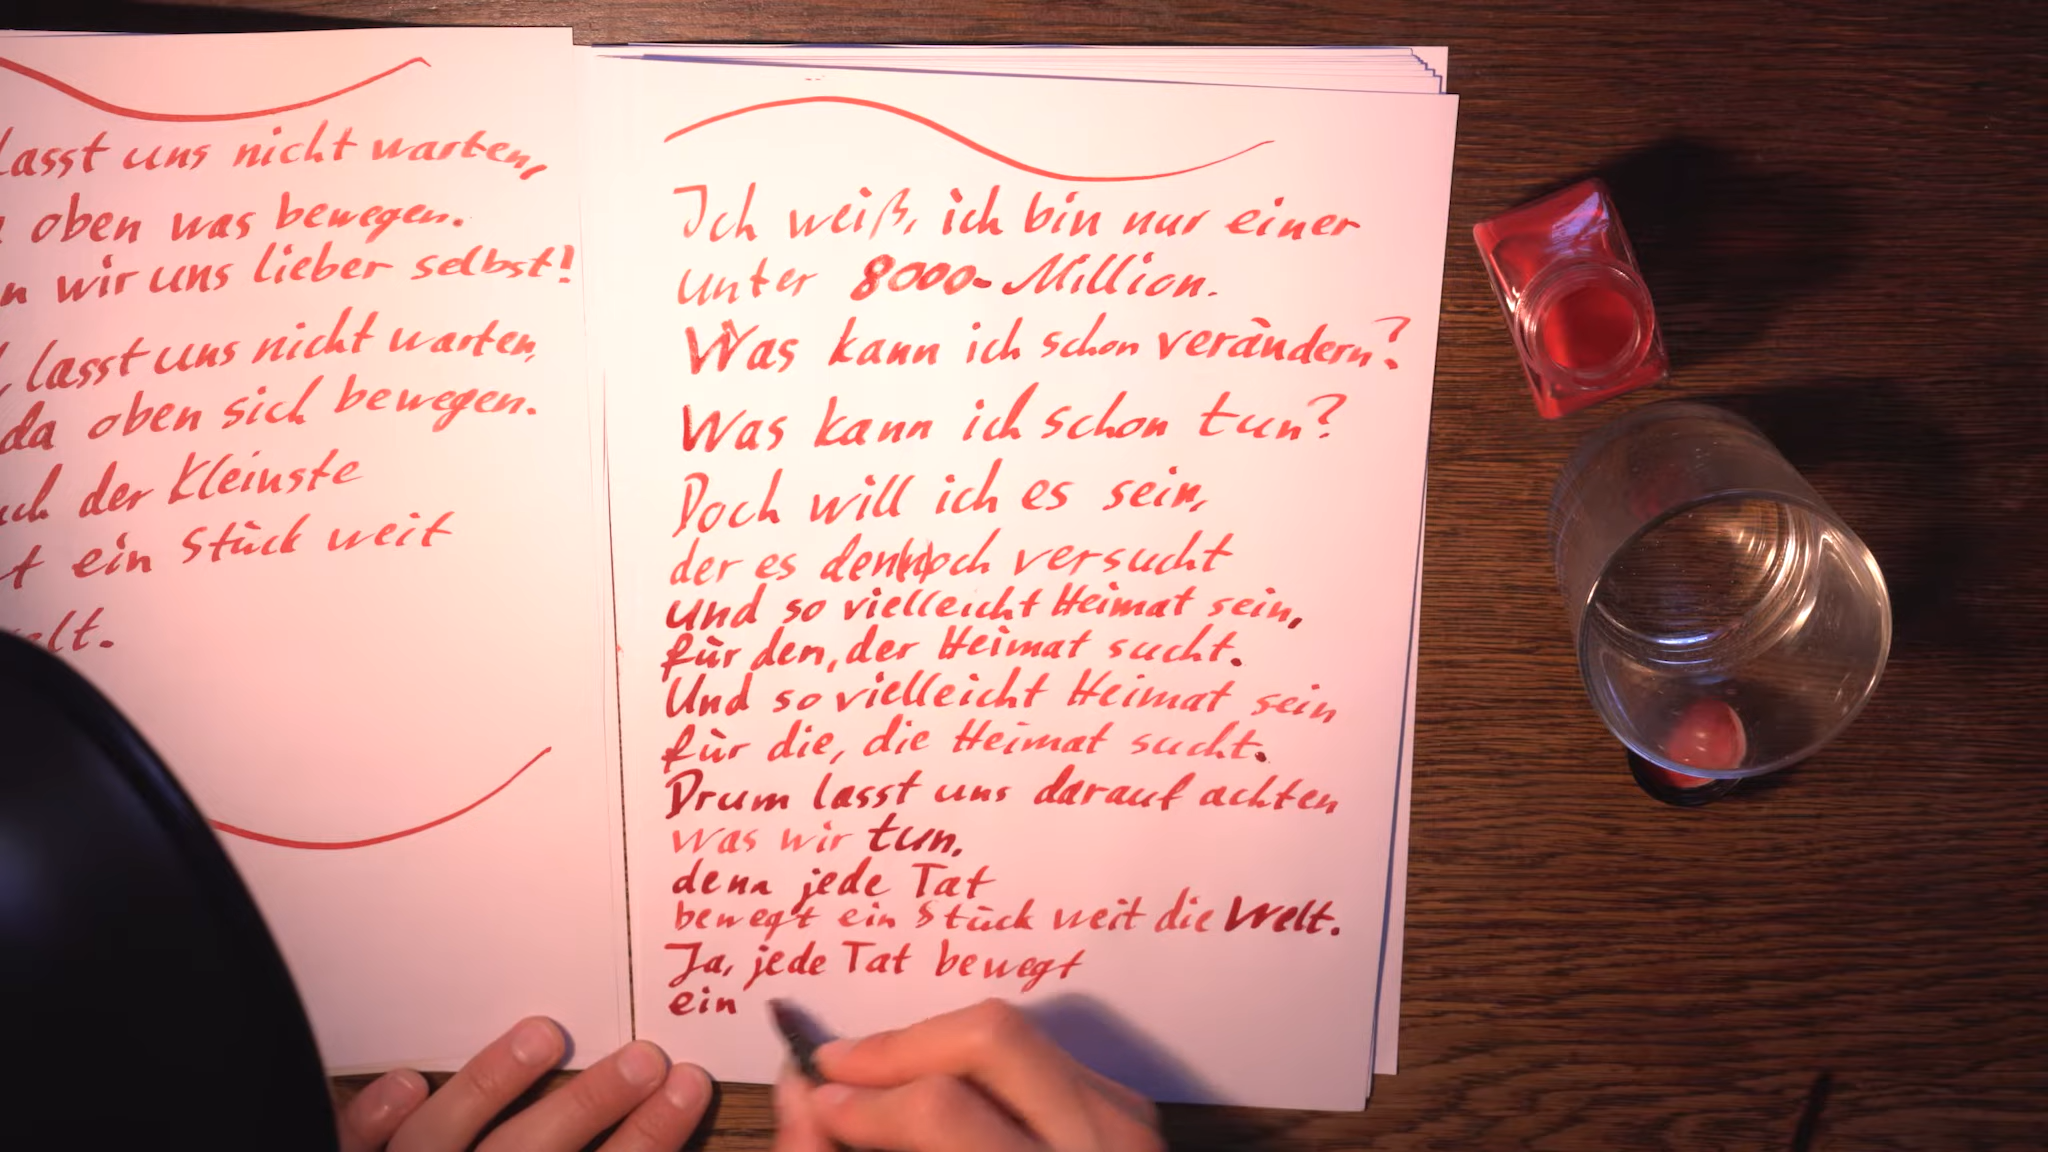 lasst uns nicht warten,
oben was bewegen.
wir uns lieber selbst!
, lasst uns nicht warten,
da oben sich bewegen.
der Kleinste
ein Stück weit
Ich weiß, ich bin nur einer
unter 8000-Million.
Was kann ich schon verändern?
Was kann ich schon tun?
Doch will ich es sein,
der es dennoch versucht
und so vielleicht Heimat sein,
für den, der Heimat sucht.
Und so vielleicht Heimat sein
für die, die Heimat sucht.
Drum lasst uns darauf achten
was wir tun.
denn jede Tat
bewegt ein Stück weit die Welt.
Ja, jede Tat bewegt
ein